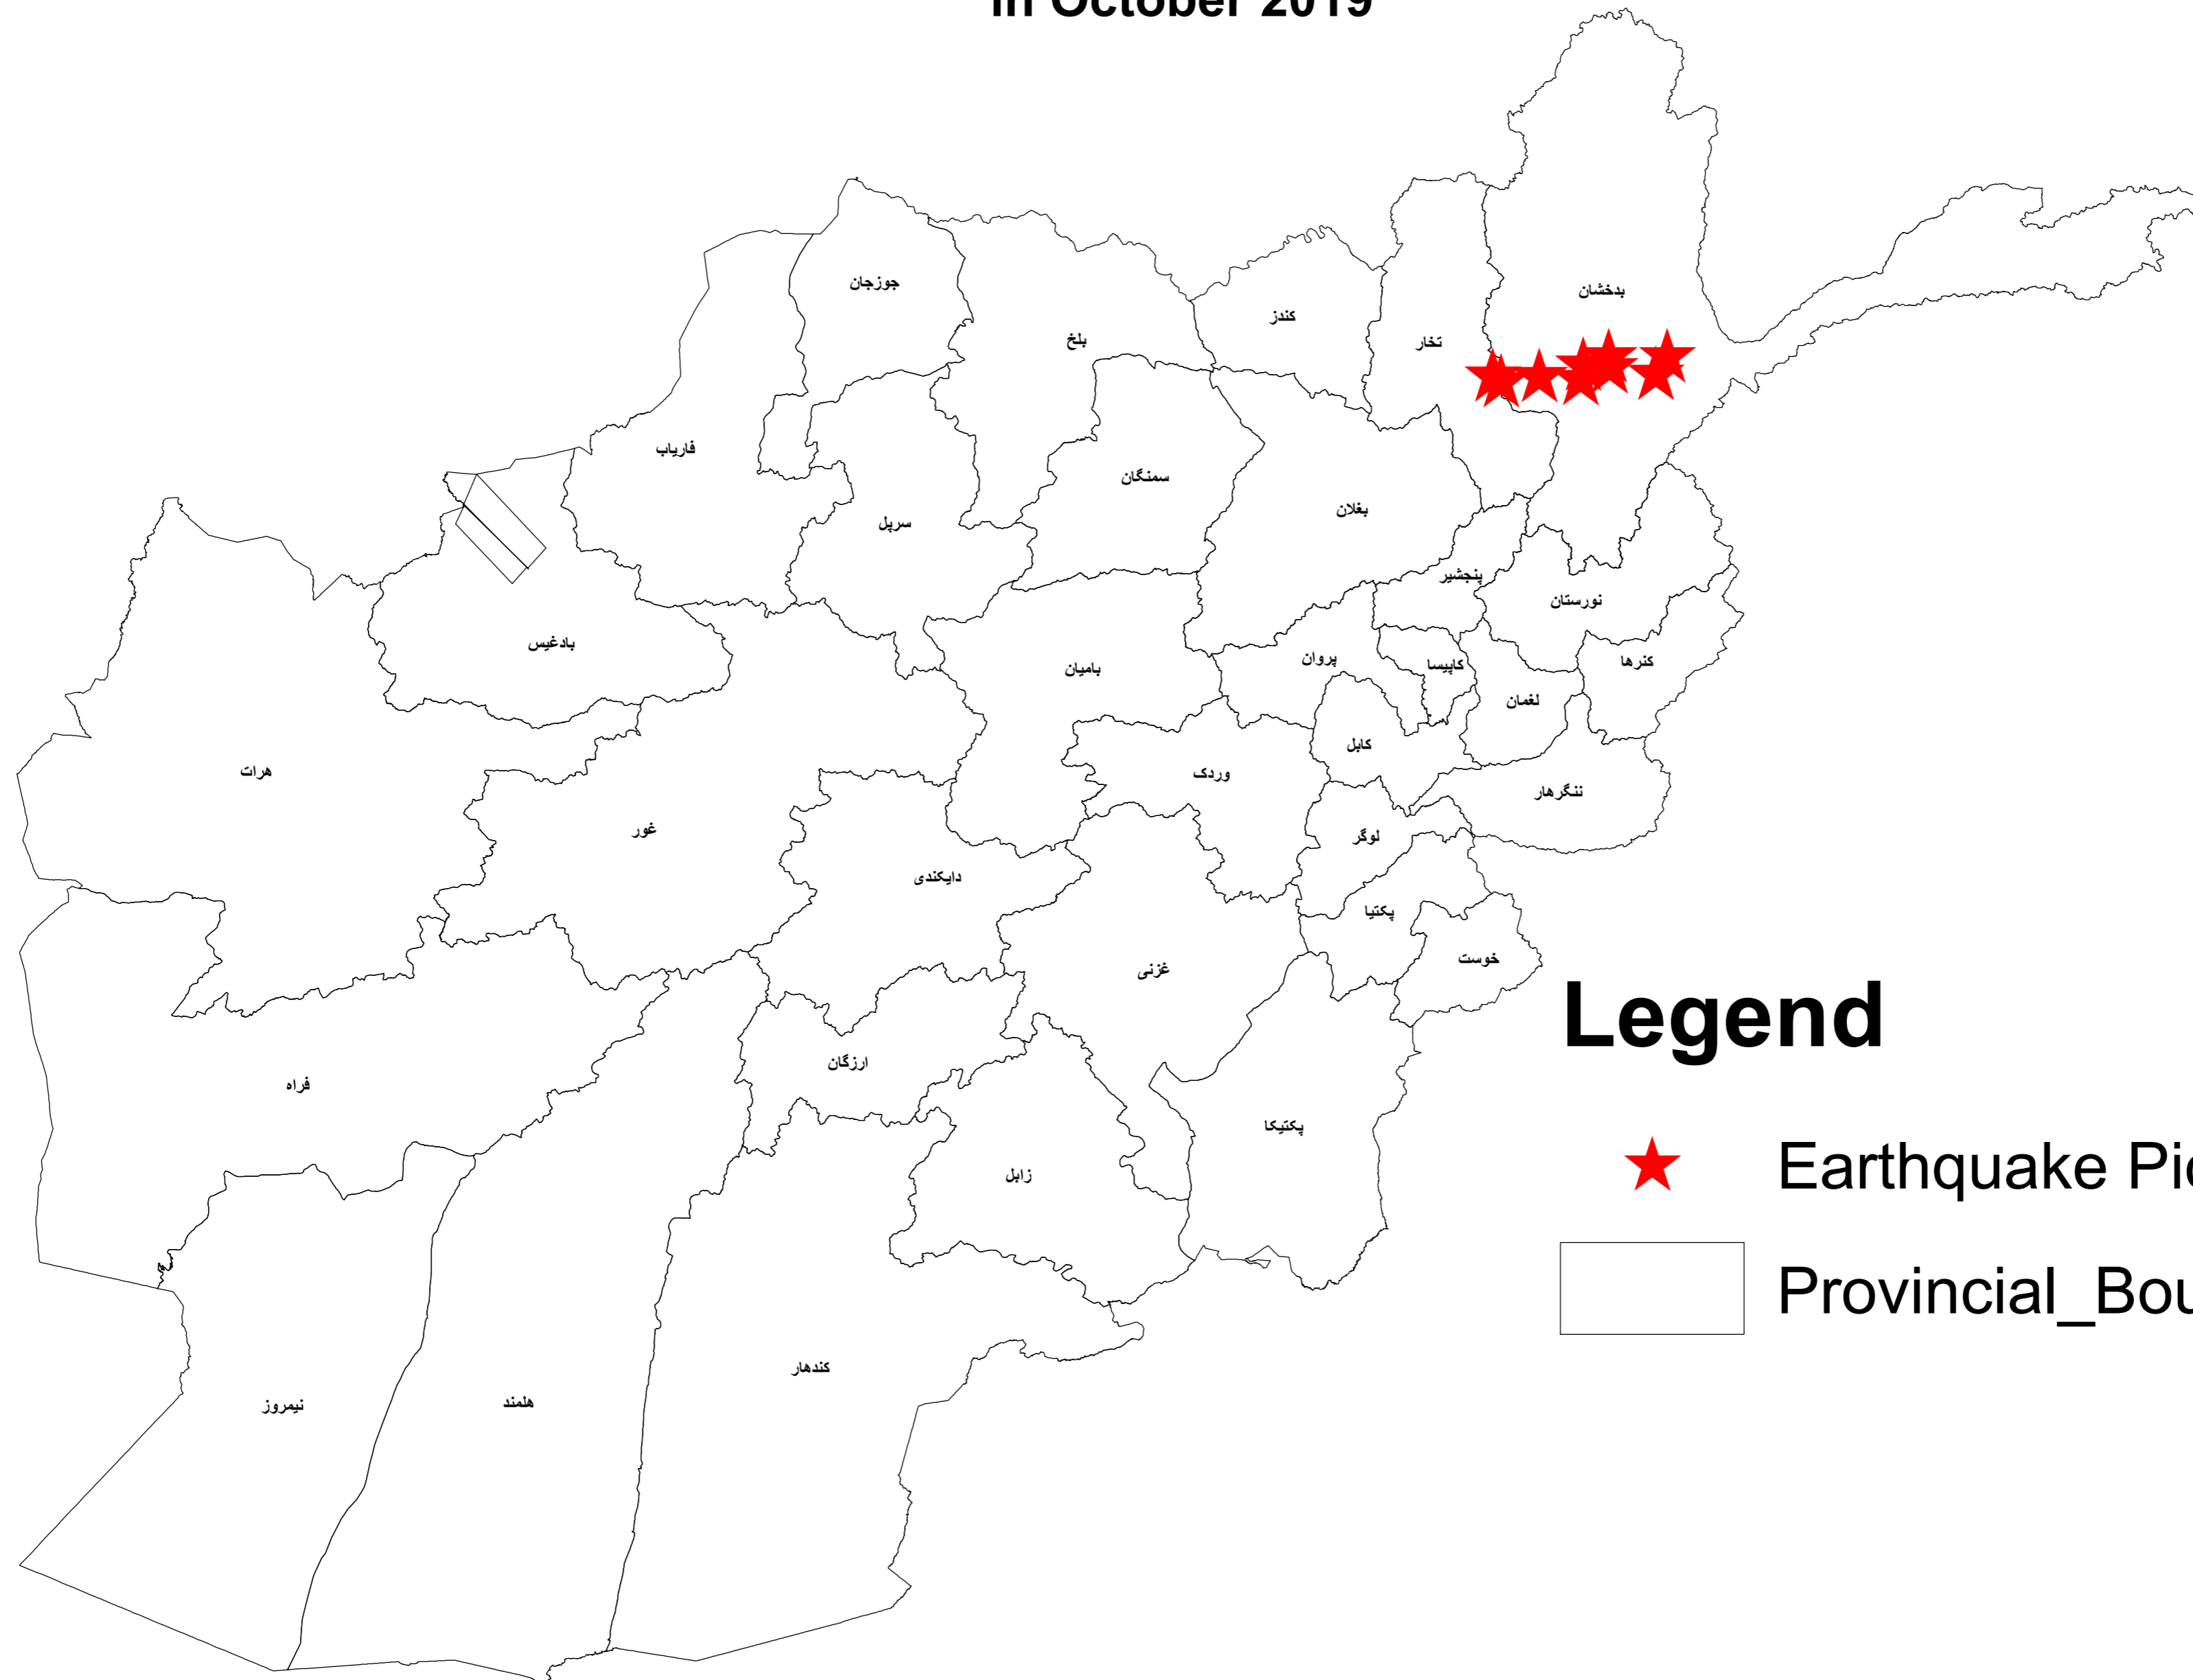 in October 2019
جوزجان
بدخشان
کندز
بلخ
تخار
فاریاب
سمنگان
بغلان
سرپل
پنجشیر
نورستان
بادغیس
بامیان
پروان
کاپیسا
کنرها
لغمان
کابل
هرات
وردک
ننگرهار
غور
لوگر
دایکندی
پکتیا
خوست
غزنی
Legend
ارزگان
فراه
پکتیکا
Earthquake Pic
زابل
Provincial_Bou
کندهار
نیمروز
هلمند